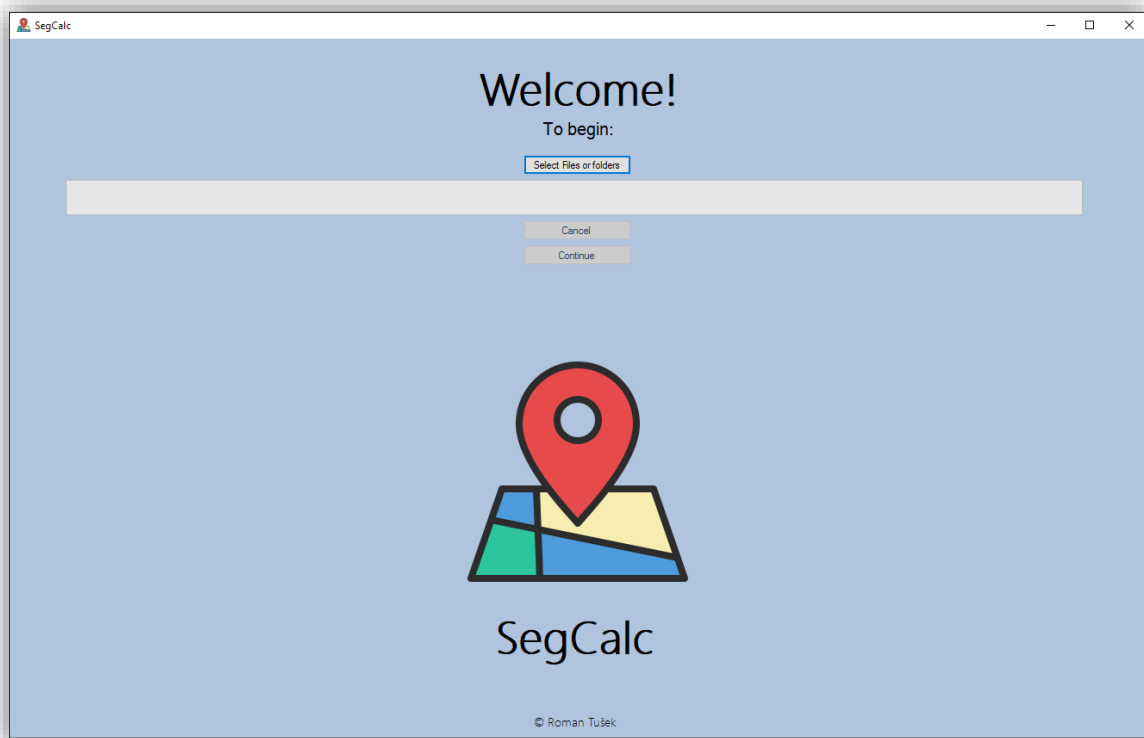 SegCalc
Welcome!
To begin:
Select Files or folders
Cancel
Continue
SegCalc
© Roman Tušek